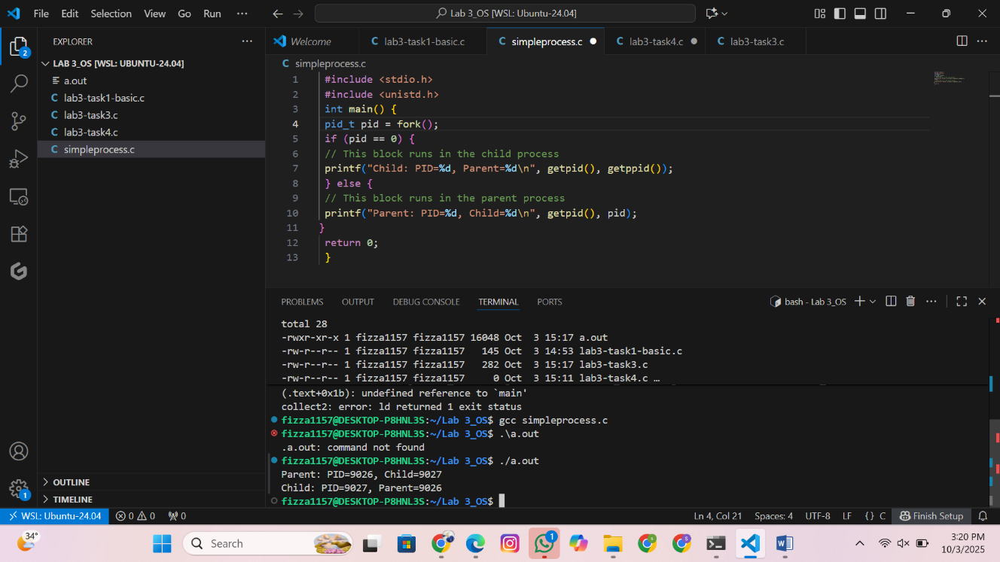 File Edit Selection View Go Run ··· Lab 3_OS [WSL: Ubuntu-24.04]
EXPLORER ···
Welcome
lab3-task1-basic.c
simpleprocess.c
lab3-task4.c
lab3-task3.c
LAB 3_OS [WSL: UBUNTU-24.04]
a.out
lab3-task1-basic.c
lab3-task3.c
lab3-task4.c
simpleprocess.c
2
OUTLINE
TIMELINE
1
C simpleprocess.c
1 #include <stdio.h>
2 #include <unistd.h>
3 int main() {
4 pid_t pid = fork();
5 if (pid == 0) {
6 // This block runs in the child process
7 printf("Child: PID=%d, Parent=%d\n", getpid(), getppid());
8 } else {
9 // This block runs in the parent process
10 printf("Parent: PID=%d, Child=%d\n", getpid(), pid);
11 }
12 return 0;
13 }
PROBLEMS OUTPUT DEBUG CONSOLE TERMINAL PORTS bash - Lab 3_OS
total 28
-rwxr-xr-x 1 fizza1157 fizza1157 16048 Oct  3 15:17 a.out
-rw-r--r-- 1 fizza1157 fizza1157   145 Oct  3 14:53 lab3-task1-basic.c
-rw-r--r-- 1 fizza1157 fizza1157   282 Oct  3 15:17 lab3-task3.c
-rw-r--r-- 1 fizza1157 fizza1157     0 Oct  3 15:11 lab3-task4.c …
(.text+0x1b): undefined reference to `main'
collect2: error: ld returned 1 exit status
fizza1157@DESKTOP-P8HNL3S:~/Lab 3_OS$ gcc simpleprocess.c
fizza1157@DESKTOP-P8HNL3S:~/Lab 3_OS$ .\a.out
.a.out: command not found
fizza1157@DESKTOP-P8HNL3S:~/Lab 3_OS$ ./a.out
Parent: PID=9026, Child=9027
Child: PID=9027, Parent=9026
fizza1157@DESKTOP-P8HNL3S:~/Lab 3_OS$
WSL: Ubuntu-24.04 0 0 0 Ln 4, Col 21 Spaces: 4 UTF-8 LF {} C Finish Setup
34° Search 1 3:20 PM
10/3/2025